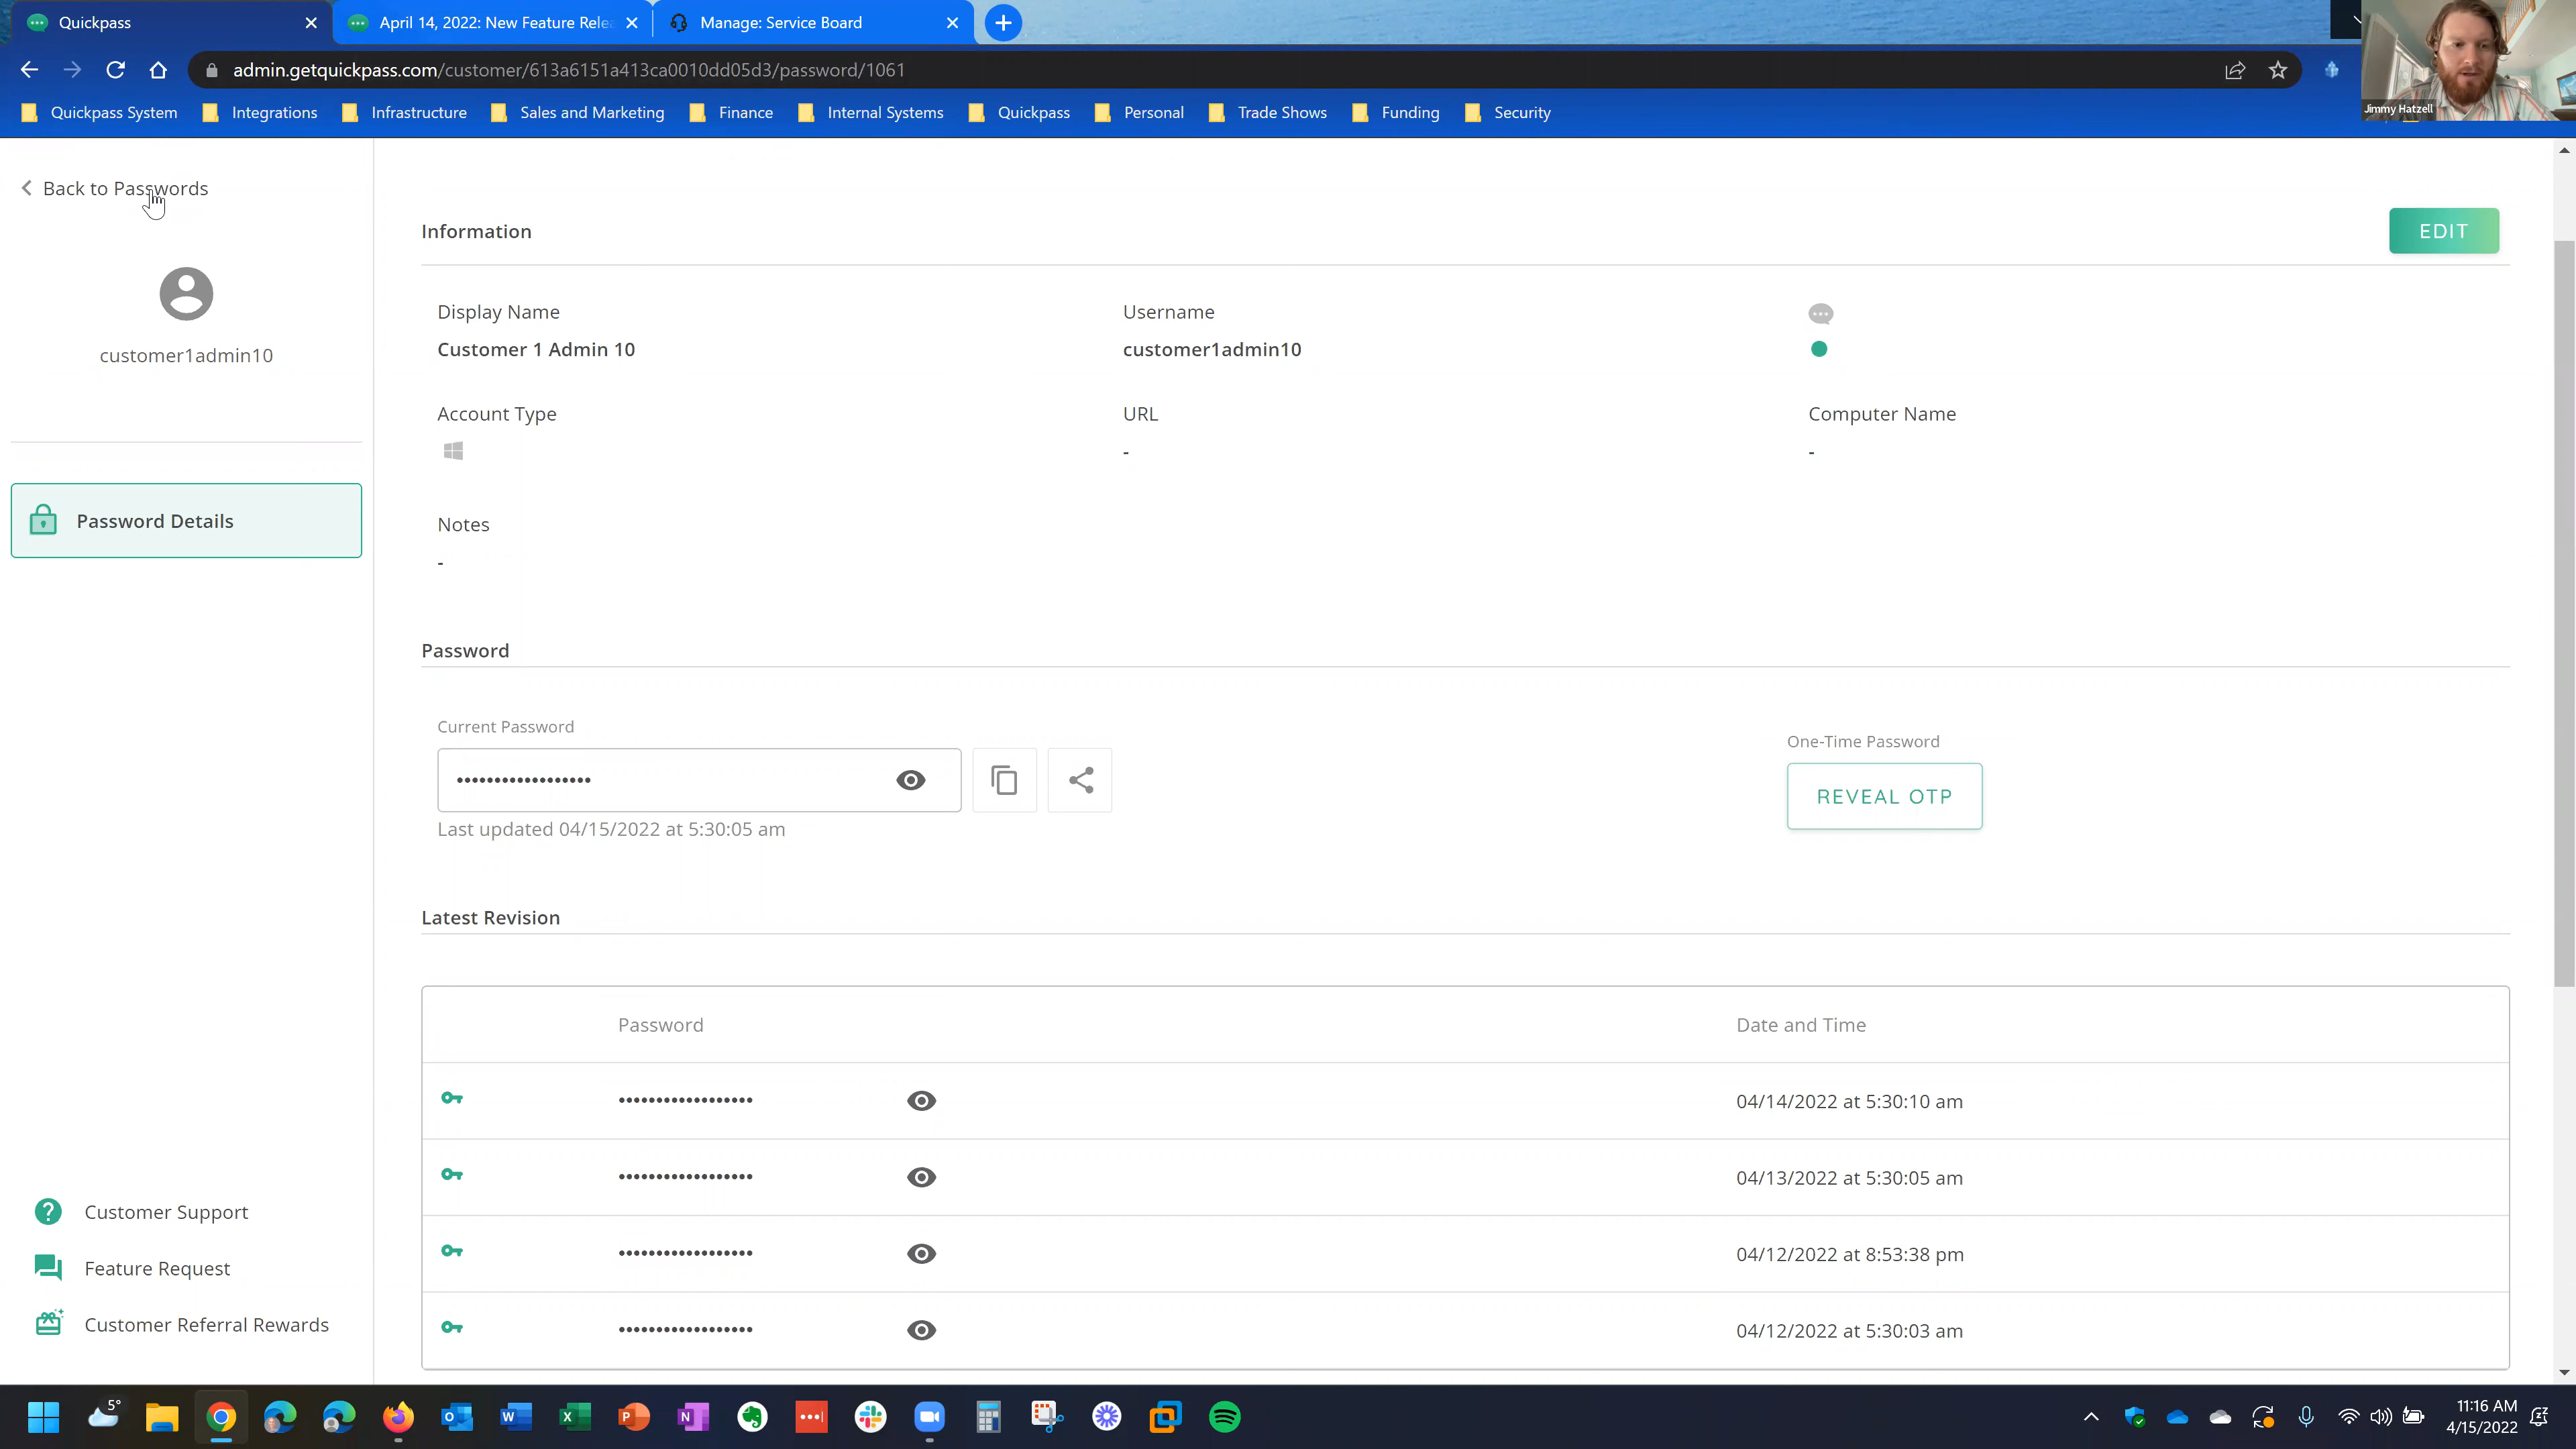 Quickpass
April 14, 2022: New Feature Rele
Manage: Service Board
admin.getquickpass.com/customer/613a6151a413ca0010dd05d3/password/1061
Quickpass System
Integrations
Infrastructure
Sales and Marketing
Finance
Internal Systems
Quickpass
Personal
Trade Shows
Funding
Security
Jimmy Hatzell
Back to Passwords
customer1admin10
Password Details
Customer Support
Feature Request
Customer Referral Rewards
Information
EDIT
Display Name
Username
Customer 1 Admin 10
customer1admin10
Account Type
URL
Computer Name
-
-
Notes
-
Password
Current Password
One-Time Password
••••••••••••••••••
REVEAL OTP
Last updated 04/15/2022 at 5:30:05 am
Latest Revision
Password
Date and Time
•••••••••••••••••• 04/14/2022 at 5:30:10 am
•••••••••••••••••• 04/13/2022 at 5:30:05 am
•••••••••••••••••• 04/12/2022 at 8:53:38 pm
•••••••••••••••••• 04/12/2022 at 5:30:03 am
5°
11:16 AM
4/15/2022